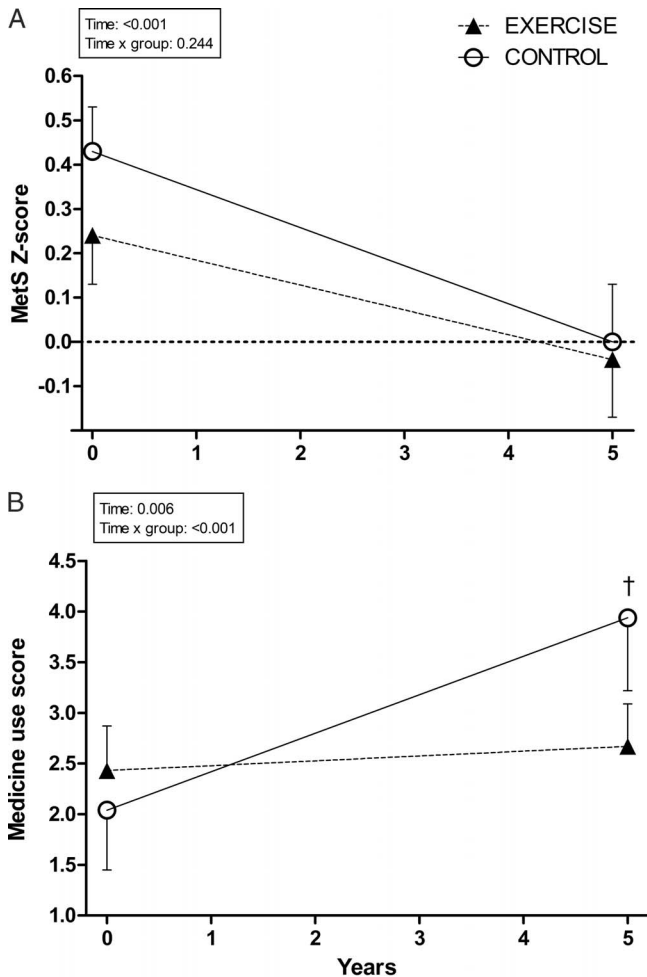 A
Time: <0.001
Time x group: 0.244
EXERCISE
CONTROL
MetS Z-score
0.6
0.5
0.4
0.3
0.2
0.1
0.0
-0.1
0 1 2 3 4 5
B
Time: 0.006
Time x group: <0.001
Medicine use score
4.5
4.0
3.5
3.0
2.5
2.0
1.5
1.0
†
0 1 2 3 4 5
Years